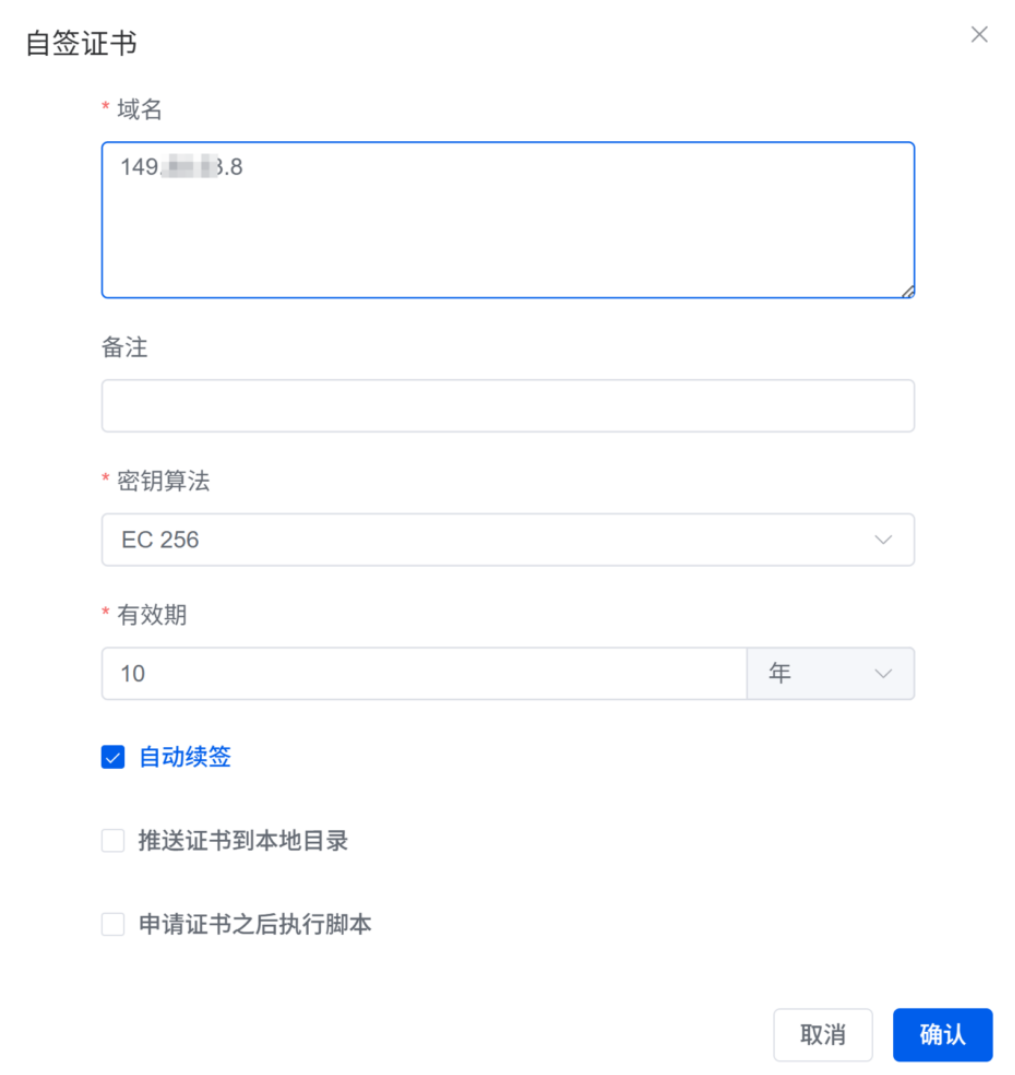 自签证书
* 域名
149.
.8
备注
* 密钥算法
EC 256
* 有效期
10 年
自动续签
推送证书到本地目录
申请证书之后执行脚本
取消 确认